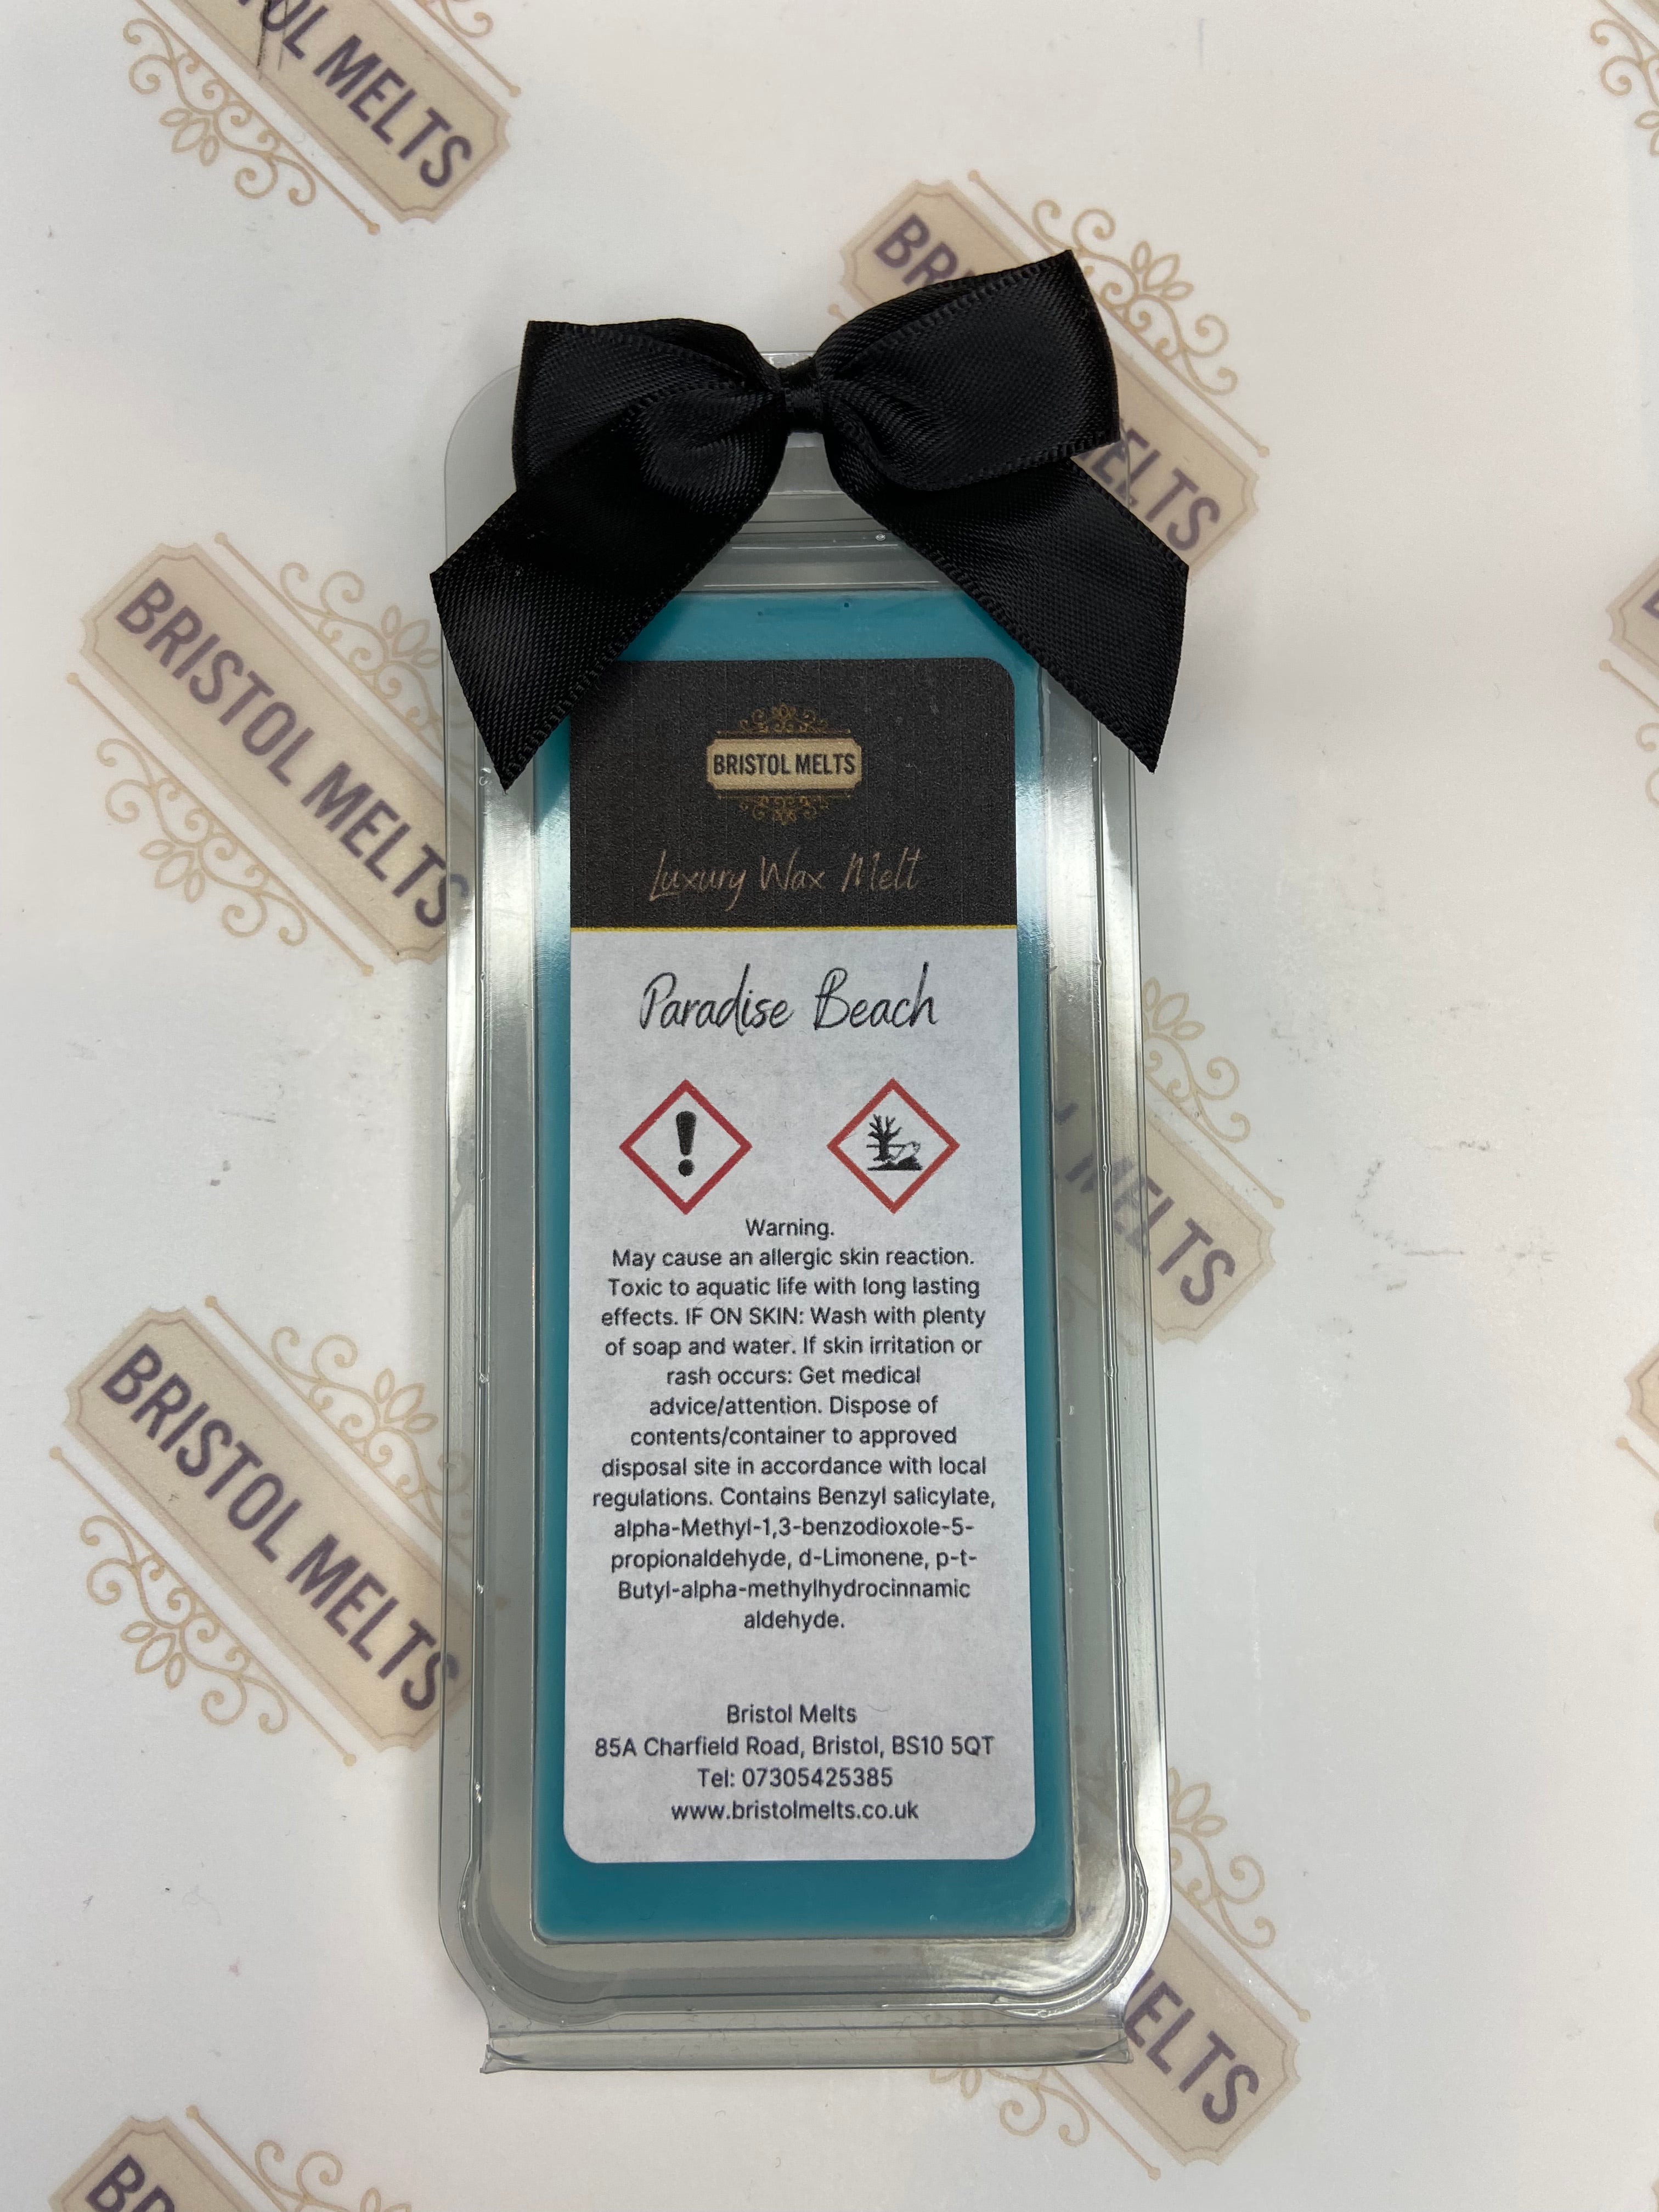 BRISTOL MELTS
BRISTOL MELTS
Luxury Wax Melt
Paradise Beach
Warning.
May cause an allergic skin reaction.
Toxic to aquatic life with long lasting
effects. IF ON SKIN: Wash with plenty
of soap and water. If skin irritation or
rash occurs: Get medical
advice/attention. Dispose of
contents/container to approved
disposal site in accordance with local
regulations. Contains Benzyl salicylate,
alpha-Methyl-1,3-benzodioxole-5-
propionaldehyde, d-Limonene, p-t-
Butyl-alpha-methylhydrocinnamic
aldehyde.
Bristol Melts
85A Charfield Road, Bristol, BS10 5QT
Tel: 07305425385
www.bristolmelts.co.uk
BRISTOL MELTS
MELTS
MELTS